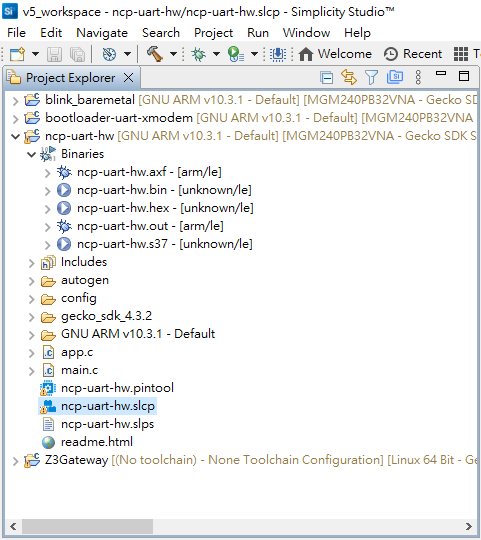 v5_workspace - ncp-uart-hw/ncp-uart-hw.slcp - Simplicity Studio™
File Edit Navigate Search Project Run Window Help
Welcome Recent T
Project Explorer
blink_baremetal [GNU ARM v10.3.1 - Default] [MGM240PB32VNA - Gecko SD
bootloader-uart-xmodem [GNU ARM v10.3.1 - Default] [MGM240PB32VNA
ncp-uart-hw [GNU ARM v10.3.1 - Default] [MGM240PB32VNA - Gecko SDK S
Binaries
ncp-uart-hw.axf - [arm/le]
ncp-uart-hw.bin - [unknown/le]
ncp-uart-hw.hex - [unknown/le]
ncp-uart-hw.out - [arm/le]
ncp-uart-hw.s37 - [unknown/le]
Includes
autogen
config
gecko_sdk_4.3.2
GNU ARM v10.3.1 - Default
app.c
main.c
ncp-uart-hw.pintool
ncp-uart-hw.slcp
ncp-uart-hw.slps
readme.html
Z3Gateway [(No toolchain) - None Toolchain Configuration] [Linux 64 Bit - Ge